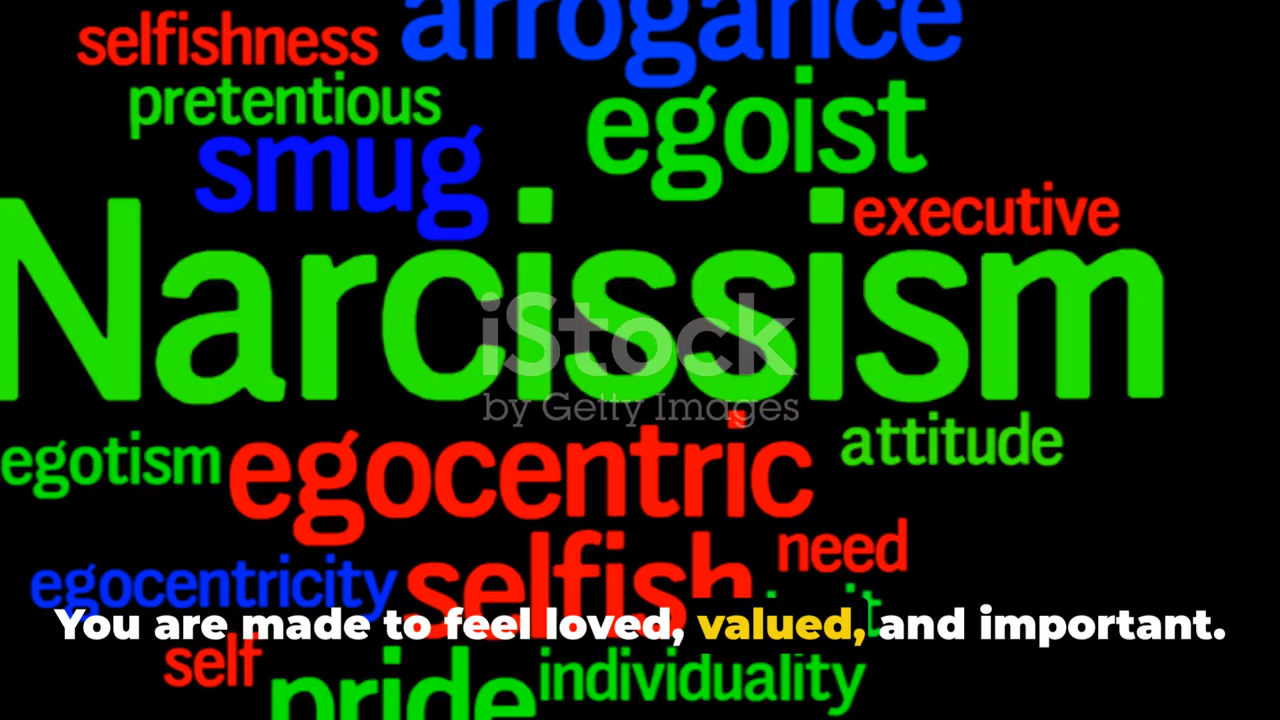 selfishness
arrogance
pretentious
egoist
smug
executive
Narcissism
iStock
by Getty Images
egotism
egocentric
attitude
need
egocentricity
selfish
You are made to feel loved, valued, and important.
self
pride
individuality